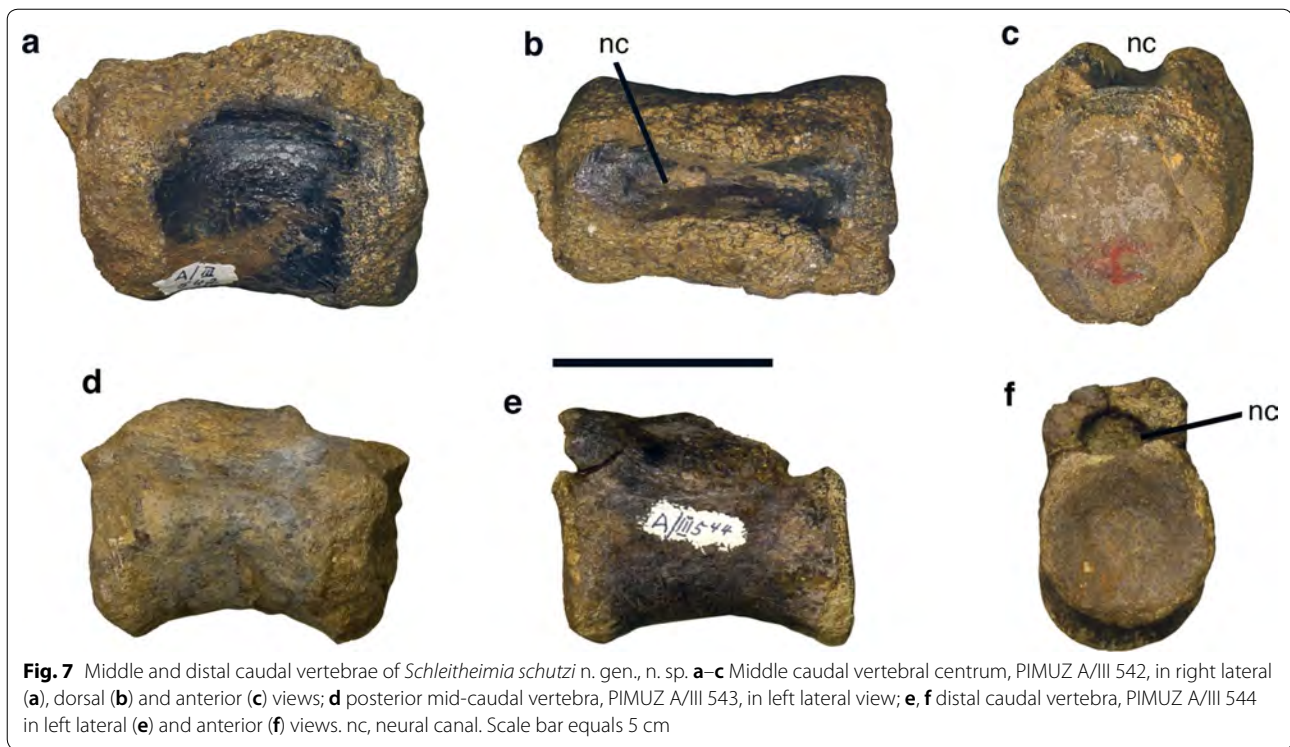 a
b
nc
c
nc
A/III
d
e
A/III 544
f
nc
Fig. 7 Middle and distal caudal vertebrae of Schleitheimia schutzi n. gen., n. sp. a–c Middle caudal vertebral centrum, PIMUZ A/III 542, in right lateral
(a), dorsal (b) and anterior (c) views; d posterior mid-caudal vertebra, PIMUZ A/III 543, in left lateral view; e, f distal caudal vertebra, PIMUZ A/III 544
in left lateral (e) and anterior (f) views. nc, neural canal. Scale bar equals 5 cm